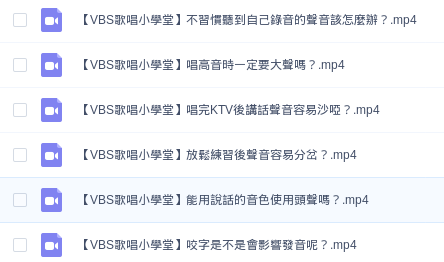 【VBS歌唱小學堂】不習慣聽到自己錄音的聲音該怎麼辦？.mp4
【VBS歌唱小學堂】唱高音時一定要大聲嗎？.mp4
【VBS歌唱小學堂】唱完KTV後講話聲音容易沙啞？.mp4
【VBS歌唱小學堂】放鬆練習後聲音容易分岔？.mp4
【VBS歌唱小學堂】能用說話的音色使用頭聲嗎？.mp4
【VBS歌唱小學堂】咬字是不是會影響發音呢？.mp4